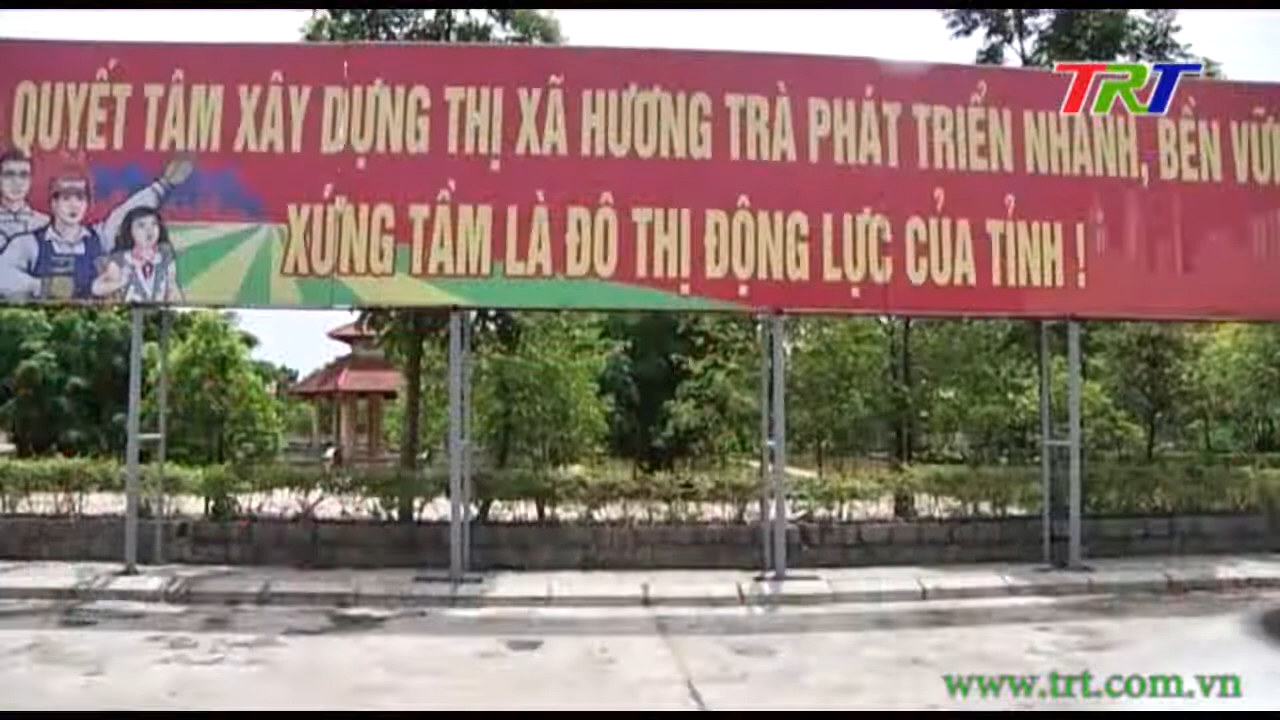 TRT
QUYẾT TÂM XÂY DỰNG THỊ XÃ HƯƠNG TRÀ PHÁT TRIỂN NHANH, BỀN VỮN
XỨNG TẦM LÀ ĐÔ THỊ ĐỘNG LỰC CỦA TỈNH !
www.trt.com.vn